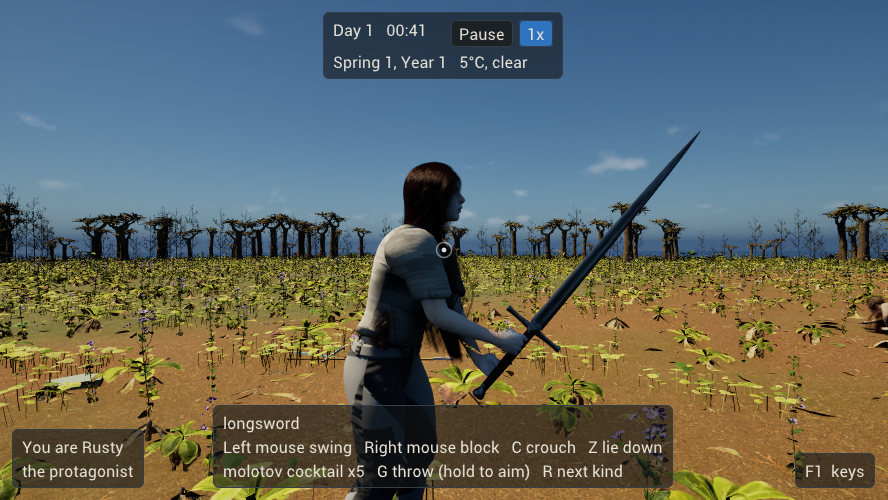 Day 1 00:41 Pause 1x
Spring 1, Year 1 5°C, clear
longsword
Left mouse swing Right mouse block C crouch Z lie down
molotov cocktail x5 G throw (hold to aim) R next kind
You are Rusty
the protagonist
F1 keys